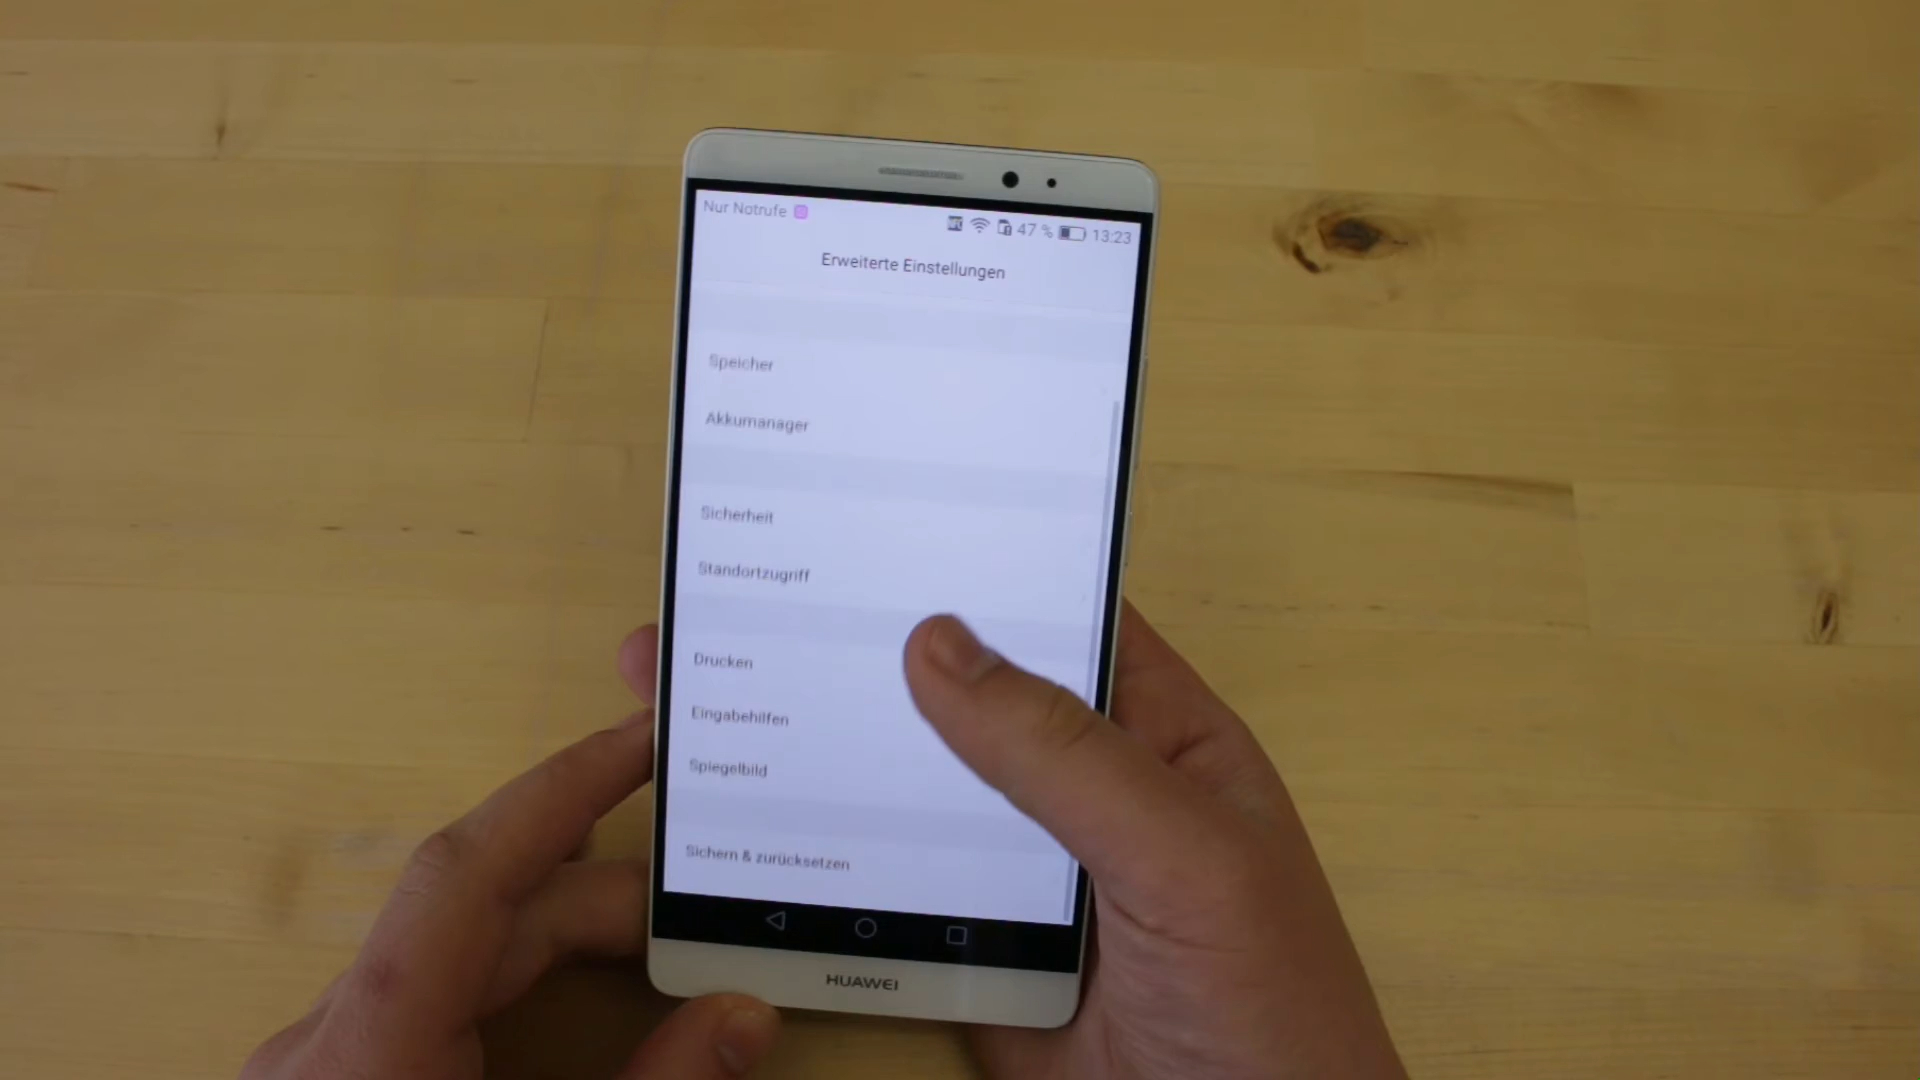 Nur Notrufe
47 % 13:23
Erweiterte Einstellungen
Speicher
Akkumanager
Sicherheit
Standortzugriff
Drucken
Eingabehilfen
Spiegelbild
Sichern & zurücksetzen
HUAWEI